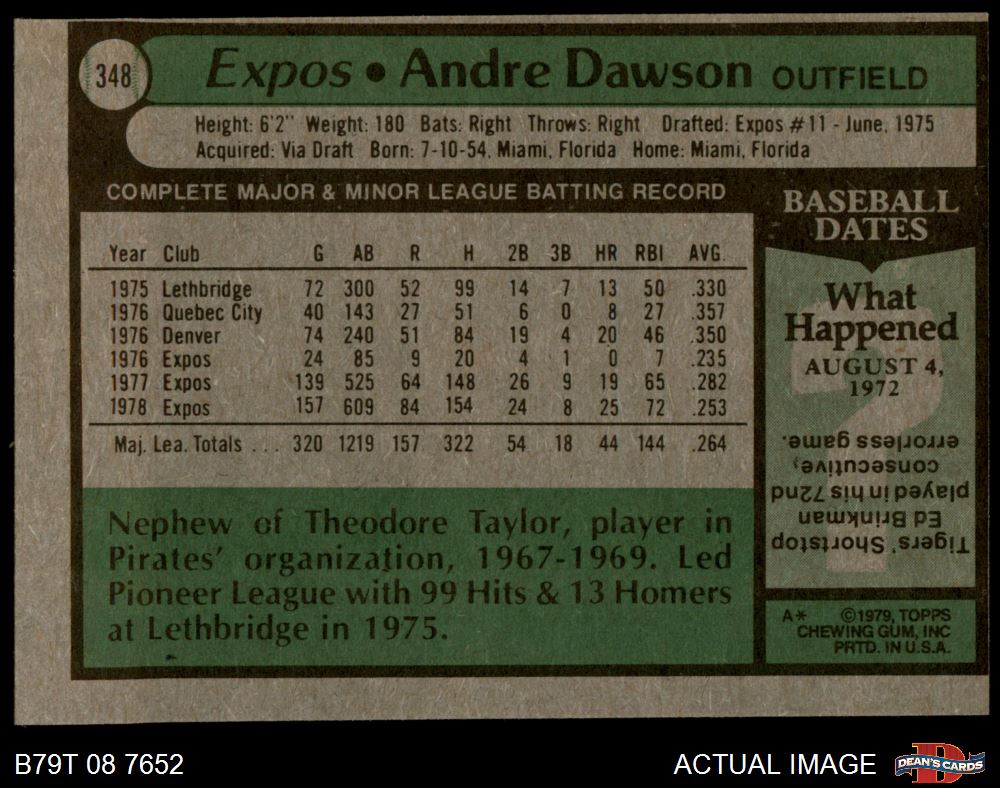 348
Expos • Andre Dawson OUTFIELD
Height: 6'2" Weight: 180 Bats: Right Throws: Right Drafted: Expos #11 - June, 1975
Acquired: Via Draft Born: 7-10-54, Miami, Florida Home: Miami, Florida
COMPLETE MAJOR & MINOR LEAGUE BATTING RECORD
Year Club G AB R H 2B 3B HR RBI AVG.
1975 Lethbridge 72 300 52 99 14 7 13 50 .330
1976 Quebec City 40 143 27 51 6 0 8 27 .357
1976 Denver 74 240 51 84 19 4 20 46 .350
1976 Expos 24 85 9 20 4 1 0 7 .235
1977 Expos 139 525 64 148 26 9 19 65 .282
1978 Expos 157 609 84 154 24 8 25 72 .253
Maj. Lea. Totals . . . 320 1219 157 322 54 18 44 144 .264
Nephew of Theodore Taylor, player in
Pirates' organization, 1967-1969. Led
Pioneer League with 99 Hits & 13 Homers
at Lethbridge in 1975.
BASEBALL
DATES
What
Happened
AUGUST 4,
1972
Tigers' Shortstop
Ed Brinkman
played in his 72nd
consecutive,
errorless game.
A* ©1979, TOPPS
CHEWING GUM, INC
PRTD. IN U.S.A.
B79T 08 7652
ACTUAL IMAGE
DEAN'S CARDS